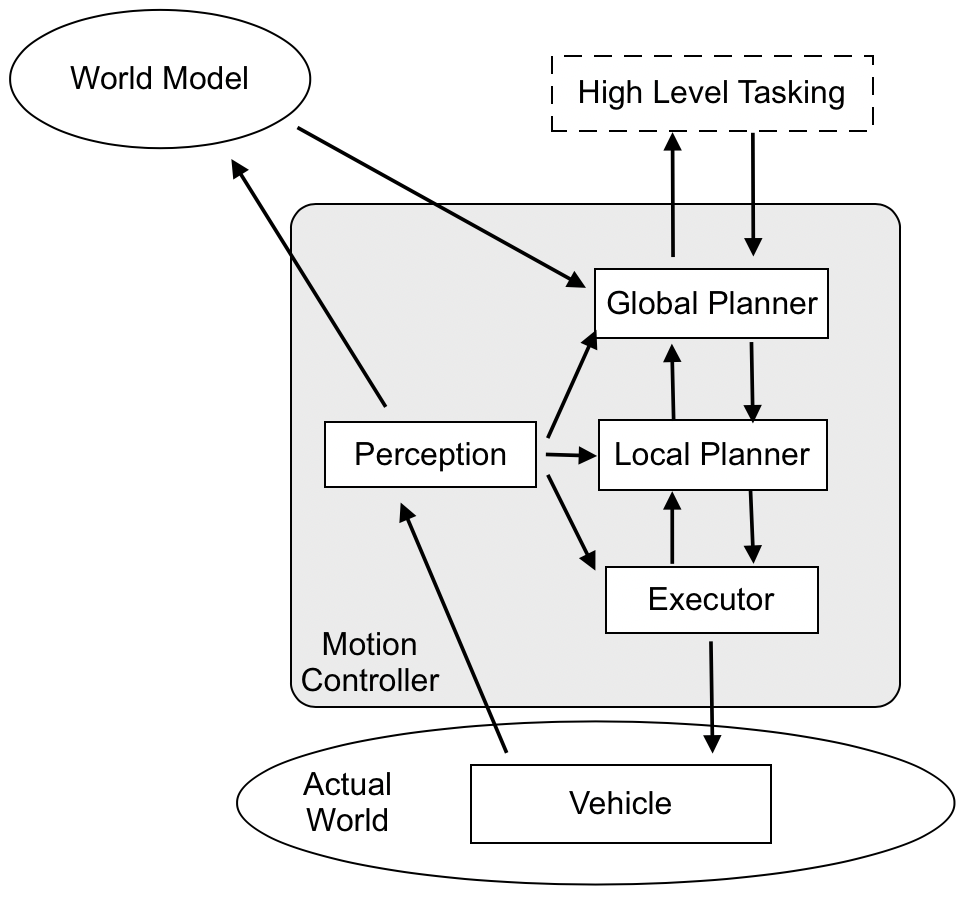 World Model
High Level Tasking
Global Planner
Perception
Local Planner
Executor
Motion
Controller
Actual
World
Vehicle